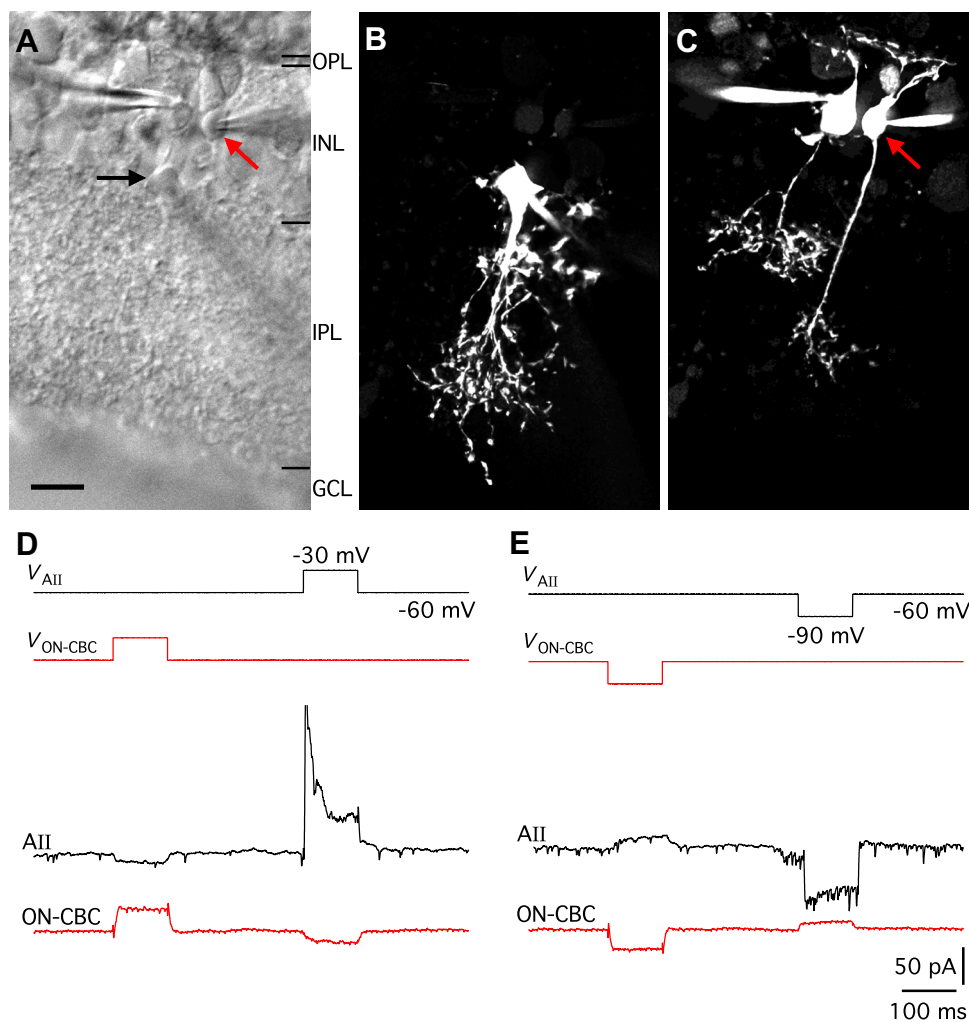 A
OPL
INL
IPL
GCL
B
C
D
-30 mV
VAII
-60 mV
VON-CBC
AII
ON-CBC
E
VAII
-60 mV
-90 mV
VON-CBC
AII
ON-CBC
50 pA
100 ms